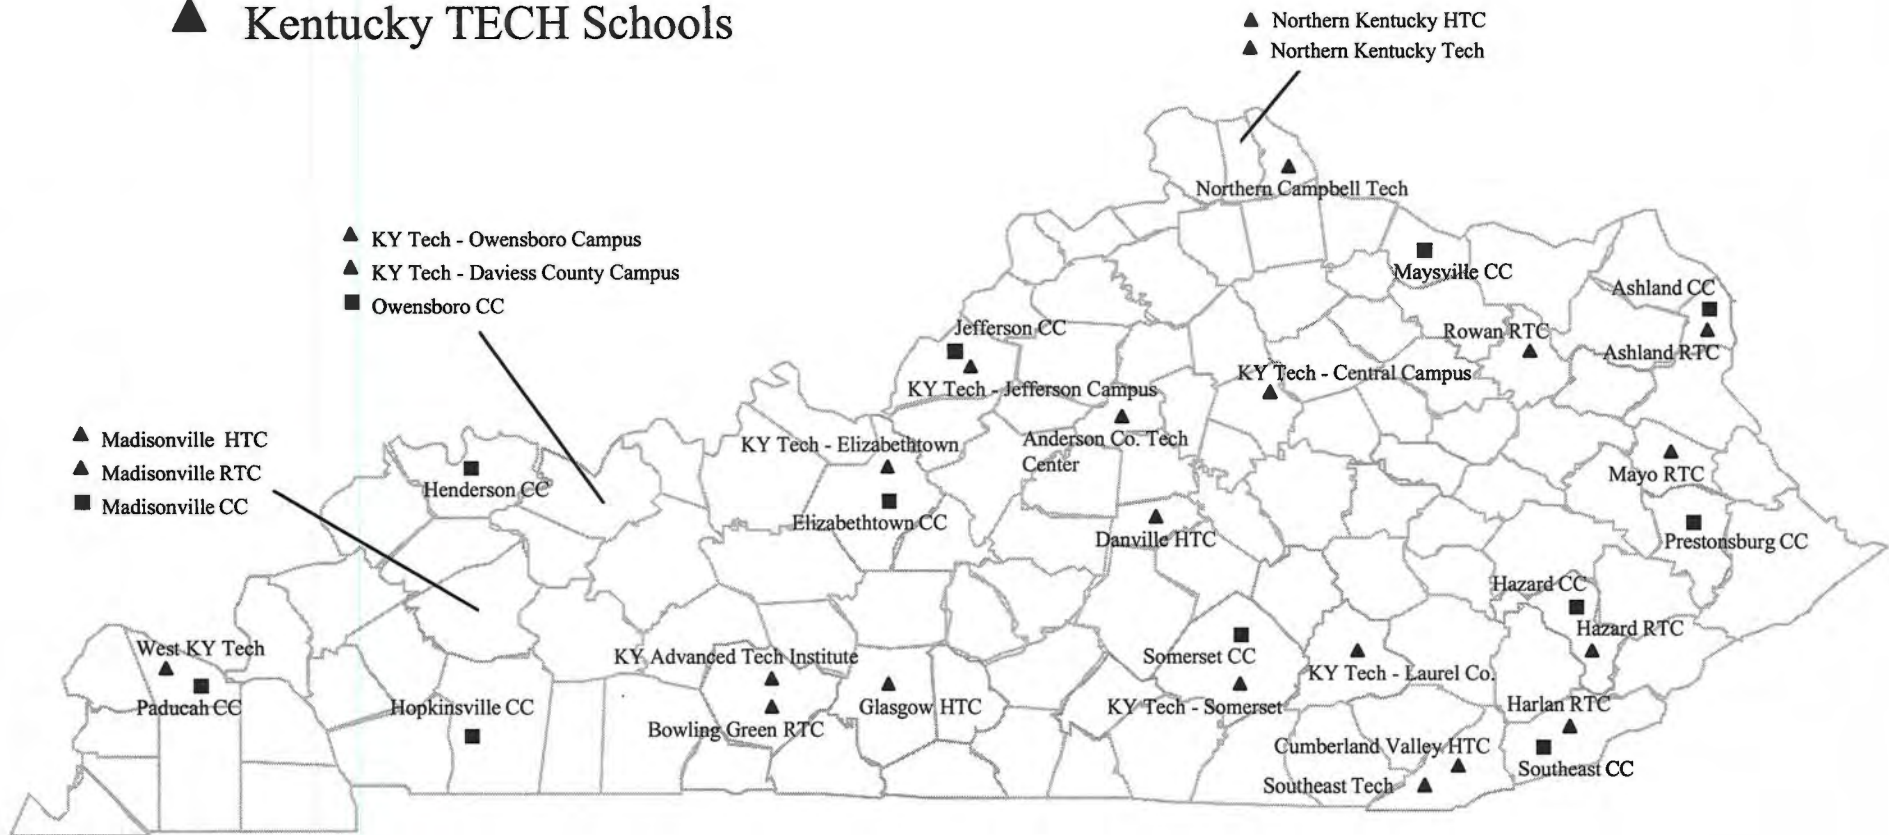 Kentucky TECH Schools
Northern Kentucky HTC
Northern Kentucky Tech
Northern Campbell Tech
KY Tech - Owensboro Campus
KY Tech - Daviess County Campus
Owensboro CC
Maysville CC
Ashland CC
Jefferson CC
Rowan RTC
Ashland RTC
KY Tech - Central Campus
KY Tech - Jefferson Campus
Madisonville HTC
Madisonville RTC
Madisonville CC
KY Tech - Elizabethtown
Anderson Co. Tech
Center
Mayo RTC
Henderson CC
Elizabethtown CC
Danville HTC
Prestonsburg CC
Hazard CC
Hazard RTC
West KY Tech
KY Advanced Tech Institute
Somerset CC
KY Tech - Laurel Co.
Paducah CC
Hopkinsville CC
Glasgow HTC
KY Tech - Somerset
Harlan RTC
Bowling Green RTC
Cumberland Valley HTC
Southeast CC
Southeast Tech